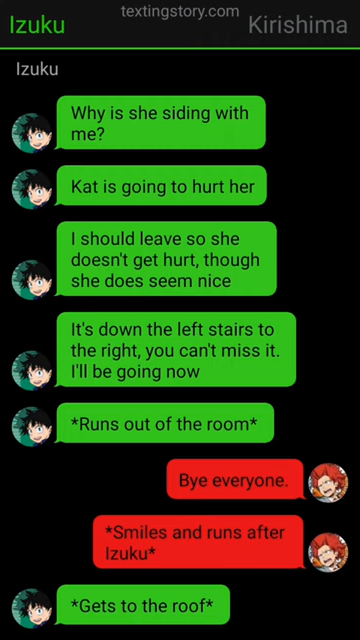 textingstory.com
Izuku
Kirishima
Izuku
Why is she siding with
me?
Kat is going to hurt her
I should leave so she
doesn't get hurt, though
she does seem nice
It's down the left stairs to
the right, you can't miss it.
I'll be going now
*Runs out of the room*
Bye everyone.
*Smiles and runs after
Izuku*
*Gets to the roof*